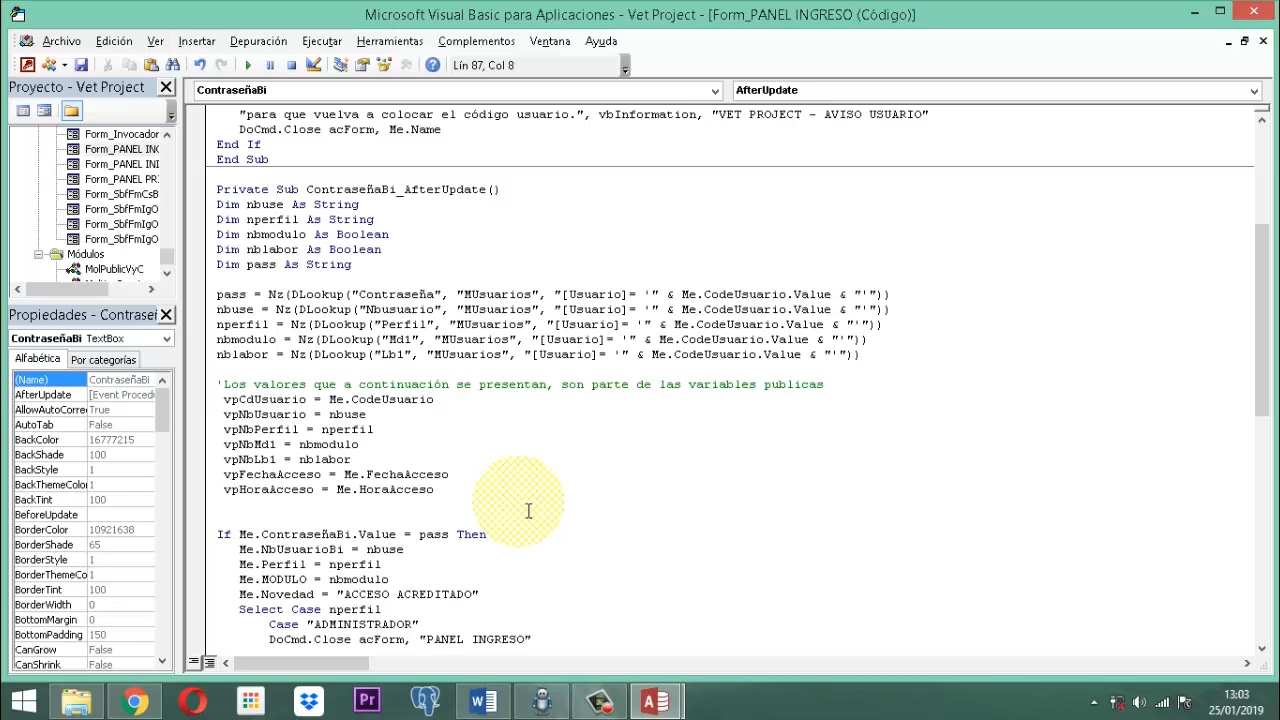 Microsoft Visual Basic para Aplicaciones - Vet Project - [Form_PANEL INGRESO (Código)]
Archivo Edición Ver Insertar Formato Depuración Ejecutar Herramientas Complementos Ventana Ayuda
Lín 87, Col 8
Proyecto - Vet Project
ContraseñaBi AfterUpdate
Form_Invocador
Form_PANEL ING
Form_PANEL INI
Form_PANEL PR
Form_SbfFmCsB
Form_SbfFmIgO
Form_SbfFmIgO
Form_SbfFmIgO
Módulos
MolPublicVyC
Propiedades - Contraseñ
ContraseñaBi TextBox
Alfabética Por categorías
(Name) ContraseñaBi
AfterUpdate [Event Procedu
AllowAutoCorre True
AutoTab False
BackColor 16777215
BackShade 100
BackStyle 1
BackThemeColor 1
BackTint 100
BeforeUpdate
BorderColor 10921638
BorderShade 65
BorderStyle 1
BorderThemeCo 1
BorderTint 100
BorderWidth 0
BottomMargin 0
BottomPadding 150
CanGrow False
CanShrink False
"para que vuelva a colocar el código usuario.", vbInformation, "VET PROJECT - AVISO USUARIO"
DoCmd.Close acForm, Me.Name
End If
End Sub
Private Sub ContraseñaBi_AfterUpdate()
Dim nbuse As String
Dim nperfil As String
Dim nbmodulo As Boolean
Dim nblabor As Boolean
Dim pass As String
pass = Nz(DLookup("Contraseña", "MUsuarios", "[Usuario]= '" & Me.CodeUsuario.Value & "'"))
nbuse = Nz(DLookup("Nbusuario", "MUsuarios", "[Usuario]= '" & Me.CodeUsuario.Value & "'"))
nperfil = Nz(DLookup("Perfil", "MUsuarios", "[Usuario]= '" & Me.CodeUsuario.Value & "'"))
nbmodulo = Nz(DLookup("Md1", "MUsuarios", "[Usuario]= '" & Me.CodeUsuario.Value & "'"))
nblabor = Nz(DLookup("Lb1", "MUsuarios", "[Usuario]= '" & Me.CodeUsuario.Value & "'"))
'Los valores que a continuación se presentan, son parte de las variables publicas
vpCdUsuario = Me.CodeUsuario
vpNbUsuario = nbuse
vpNbPerfil = nperfil
vpNbMd1 = nbmodulo
vpNbLb1 = nblabor
vpFechaAcceso = Me.FechaAcceso
vpHoraAcceso = Me.HoraAcceso
If Me.ContraseñaBi.Value = pass Then
Me.NbUsuarioBi = nbuse
Me.Perfil = nperfil
Me.MODULO = nbmodulo
Me.Novedad = "ACCESO ACREDITADO"
Select Case nperfil
Case "ADMINISTRADOR"
DoCmd.Close acForm, "PANEL INGRESO"
Pr
13:03
25/01/2019